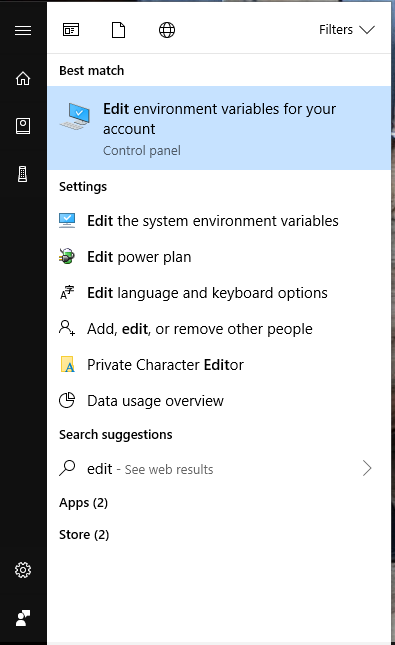 Filters
Best match
Edit environment variables for your
account
Control panel
Settings
Edit the system environment variables
Edit power plan
Edit language and keyboard options
Add, edit, or remove other people
Private Character Editor
Data usage overview
Search suggestions
edit - See web results
Apps (2)
Store (2)